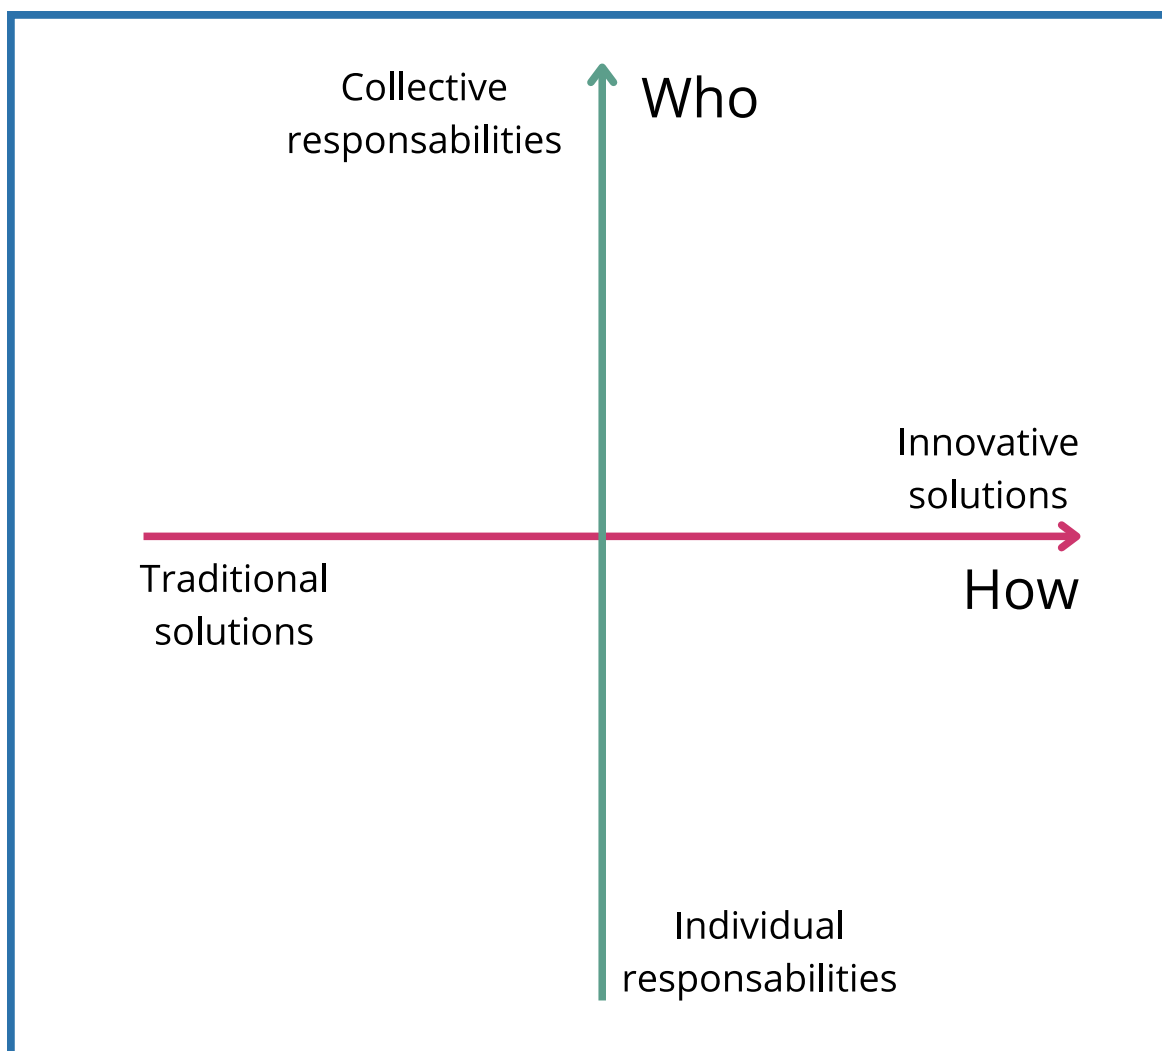 Collective
responsabilities
Who
Innovative
solutions
How
Traditional
solutions
Individual
responsabilities